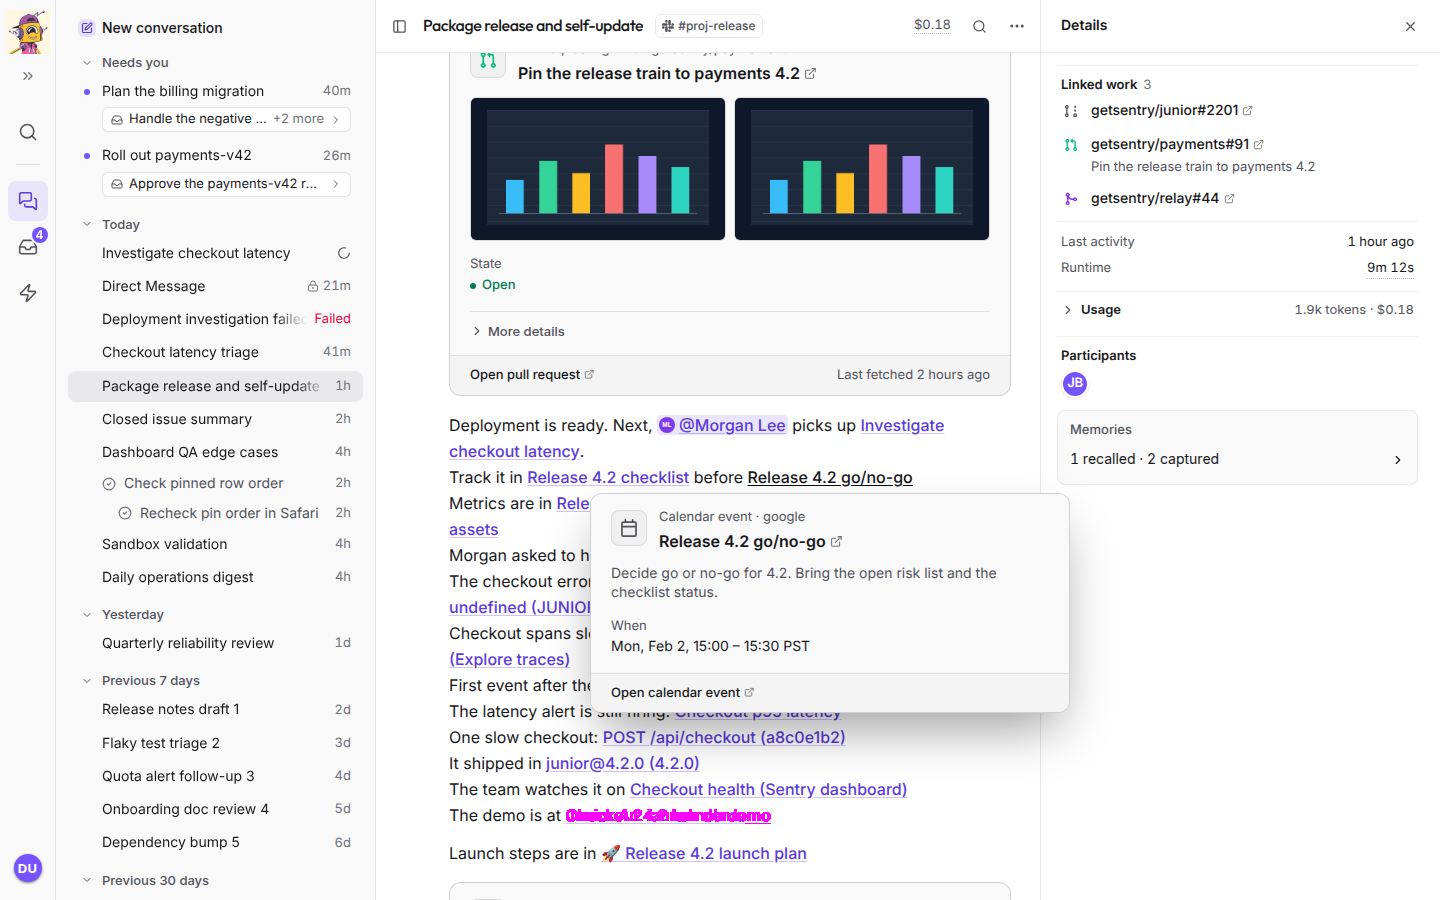 New conversation
Needs you
Plan the billing migration 40m
Handle the negative ... +2 more
Roll out payments-v42 26m
Approve the payments-v42 r...
Today
Investigate checkout latency
Direct Message 21m
Deployment investigation failed Failed
Checkout latency triage 41m
Package release and self-update 1h
Closed issue summary 2h
Dashboard QA edge cases 4h
Check pinned row order 2h
Recheck pin order in Safari 2h
Sandbox validation 4h
Daily operations digest 4h
Yesterday
Quarterly reliability review 1d
Previous 7 days
Release notes draft 1 2d
Flaky test triage 2 3d
Quota alert follow-up 3 4d
Onboarding doc review 4 5d
Dependency bump 5 6d
Previous 30 days
4
DU
Package release and self-update #proj-release $0.18
Pin the release train to payments 4.2
State
Open
More details
Open pull request Last fetched 2 hours ago
Deployment is ready. Next, ML @Morgan Lee picks up Investigate
checkout latency.
Track it in Release 4.2 checklist before Release 4.2 go/no-go
Metrics are in Rele
assets
Morgan asked to h
The checkout error
undefined (JUNIOR
Checkout spans slo
(Explore traces)
First event after the
The latency alert is still firing: Checkout p95 latency
One slow checkout: POST /api/checkout (a8c0e1b2)
It shipped in junior@4.2.0 (4.2.0)
The team watches it on Checkout health (Sentry dashboard)
The demo is at
Launch steps are in 🚀 Release 4.2 launch plan
Calendar event · google
Release 4.2 go/no-go
Decide go or no-go for 4.2. Bring the open risk list and the
checklist status.
When
Mon, Feb 2, 15:00 – 15:30 PST
Open calendar event
Details
Linked work 3
getsentry/junior#2201
getsentry/payments#91
Pin the release train to payments 4.2
getsentry/relay#44
Last activity 1 hour ago
Runtime 9m 12s
Usage 1.9k tokens · $0.18
Participants
JB
Memories
1 recalled · 2 captured